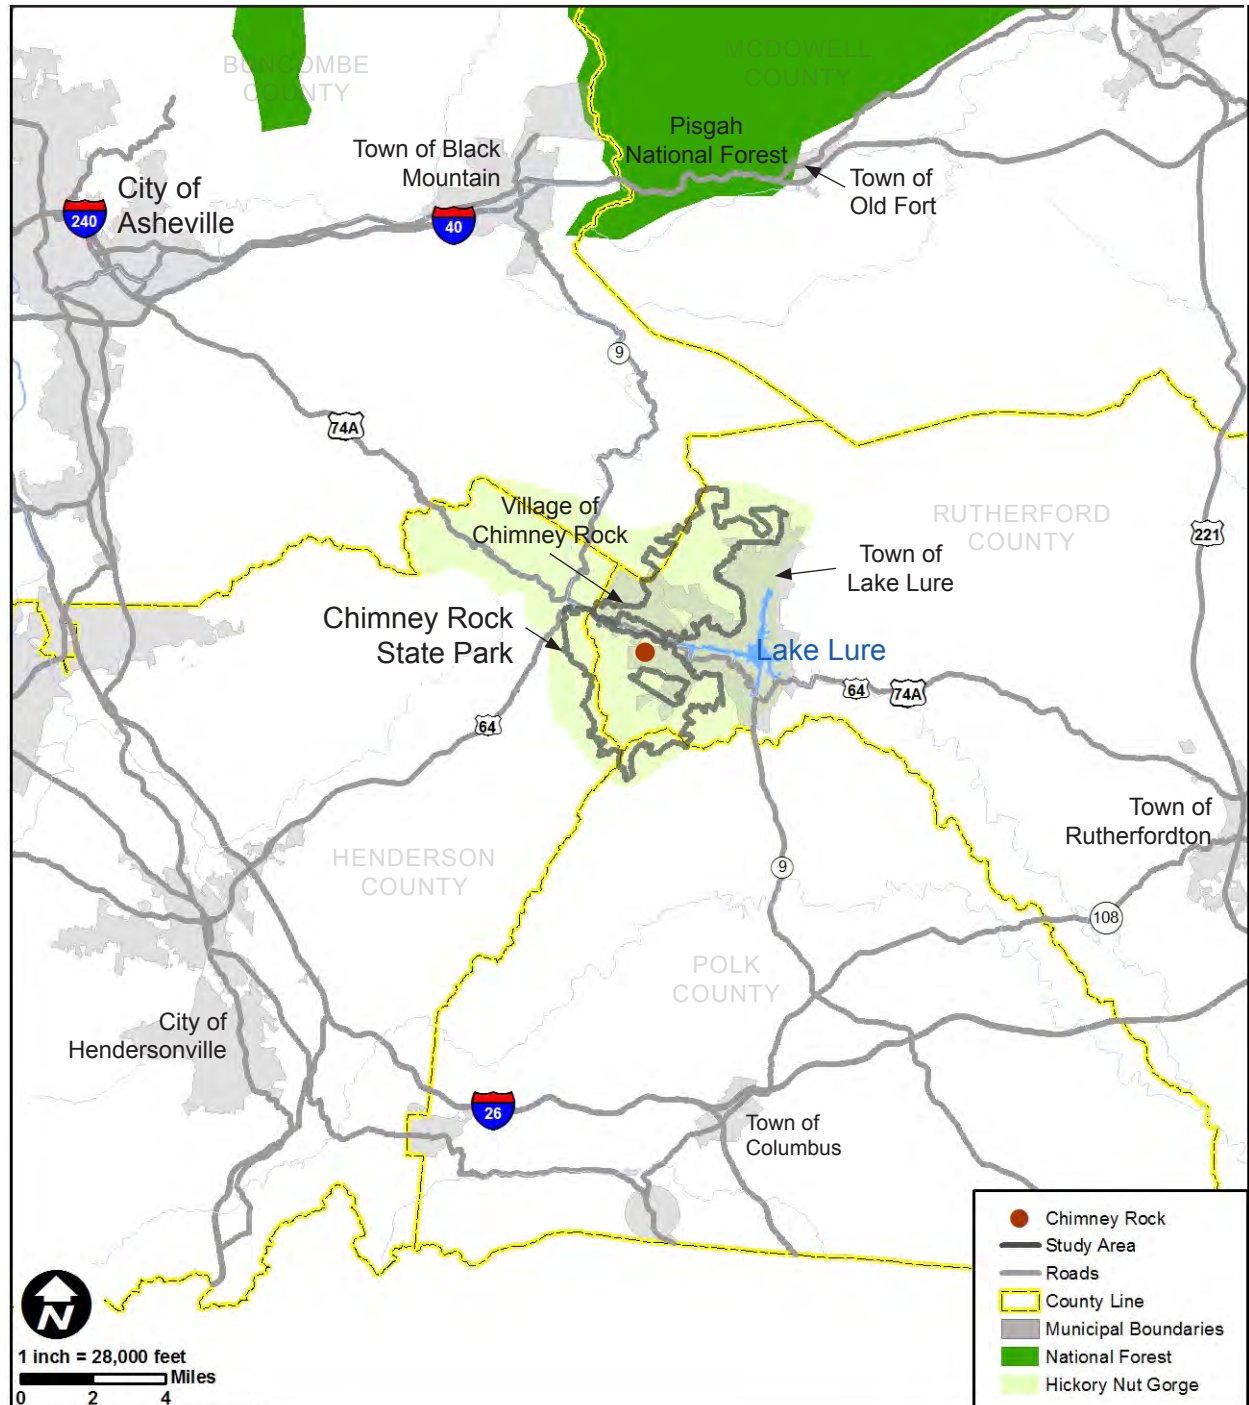 BUNCOMBE
COUNTY
MCDOWELL
COUNTY
Pisgah
National Forest
Town of Black
Mountain
Town of
Old Fort
City of
Asheville
240
40
9
74A
RUTHERFORD
COUNTY
221
Village of
Chimney Rock
Town of
Lake Lure
Chimney Rock
State Park
Lake Lure
64
74A
64
Town of
Rutherfordton
HENDERSON
COUNTY
9
108
POLK
COUNTY
City of
Hendersonville
26
Town of
Columbus
N
1 inch = 28,000 feet
Miles
0 2 4
Chimney Rock
Study Area
Roads
County Line
Municipal Boundaries
National Forest
Hickory Nut Gorge